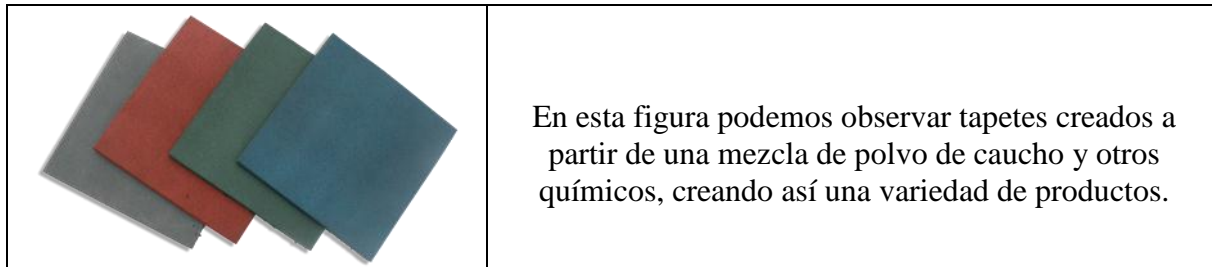 En esta figura podemos observar tapetes creados a
partir de una mezcla de polvo de caucho y otros
químicos, creando así una variedad de productos.